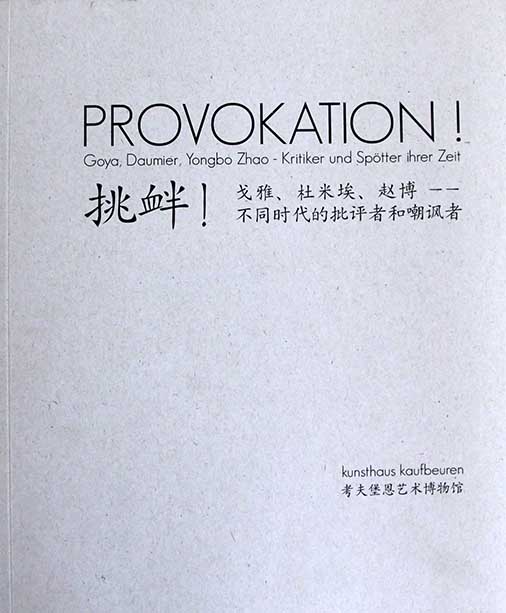 PROVOKATION !
Goya, Daumier, Yongbo Zhao - Kritiker und Spötter ihrer Zeit
挑衅！
戈雅、杜米埃、赵博 ——
不同时代的批评者和嘲讽者
kunsthaus kaufbeuren
考夫堡恩艺术博物馆